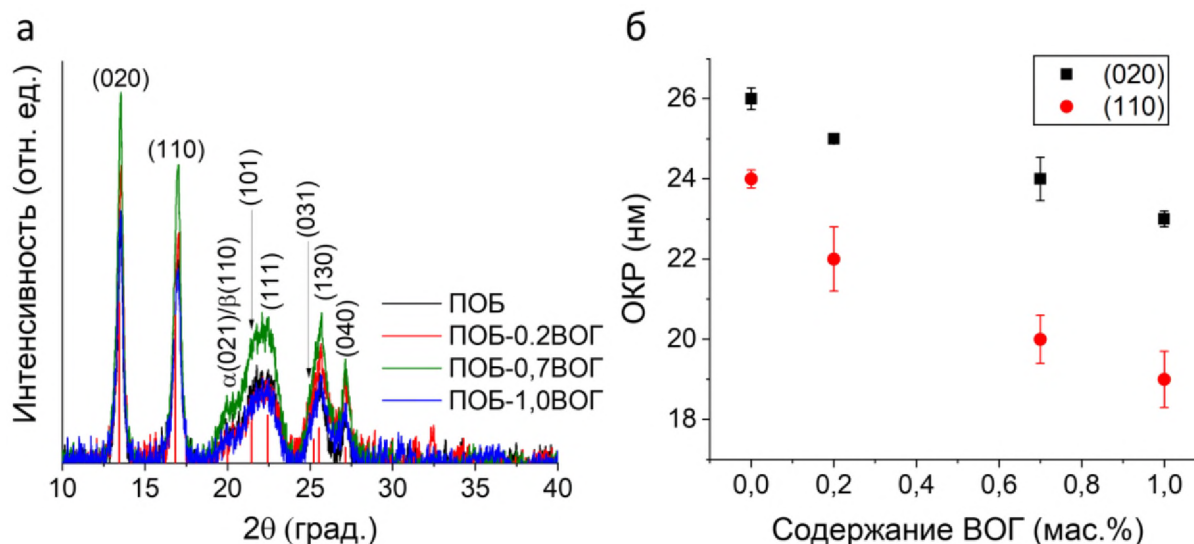 а
Интенсивность (отн. ед.)
(020)
(110)
α(021)/β(110)
(101)
(111)
(031)
(130)
(040)
ПОБ
ПОБ-0.2ВОГ
ПОБ-0,7ВОГ
ПОБ-1,0ВОГ
10 15 20 25 30 35 40
2θ (град.)
б
(020)
(110)
ОКР (нм)
26
24
22
20
18
0,0 0,2 0,4 0,6 0,8 1,0
Содержание ВОГ (мас.%)